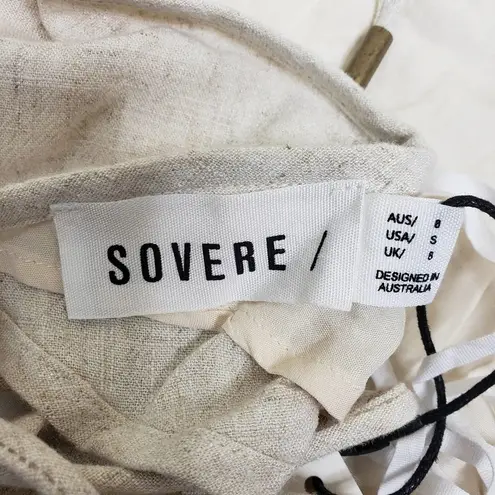 SOVERE /
AUS/ 8
USA/ S
UK/ 8
DESIGNED IN
AUSTRALIA